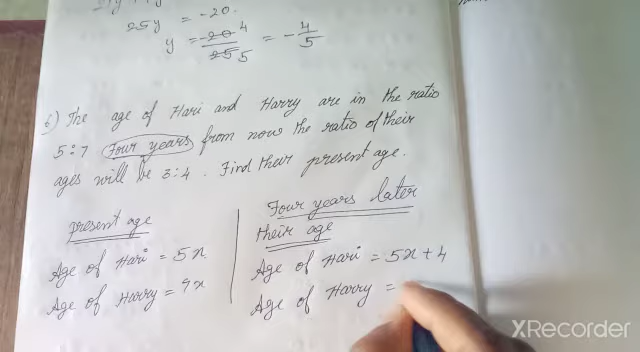 25y = -20.
y = -20 4 / 25 5 = -4/5
6) The age of Hari and Harry are in the ratio
5:7 Four years from now the ratio of their
ages will be 3:4. Find their present age.
Present age
Age of Hari = 5x
Age of Harry = 7x
Four years later
their age
Age of Hari = 5x+4
Age of Harry =
XRecorder